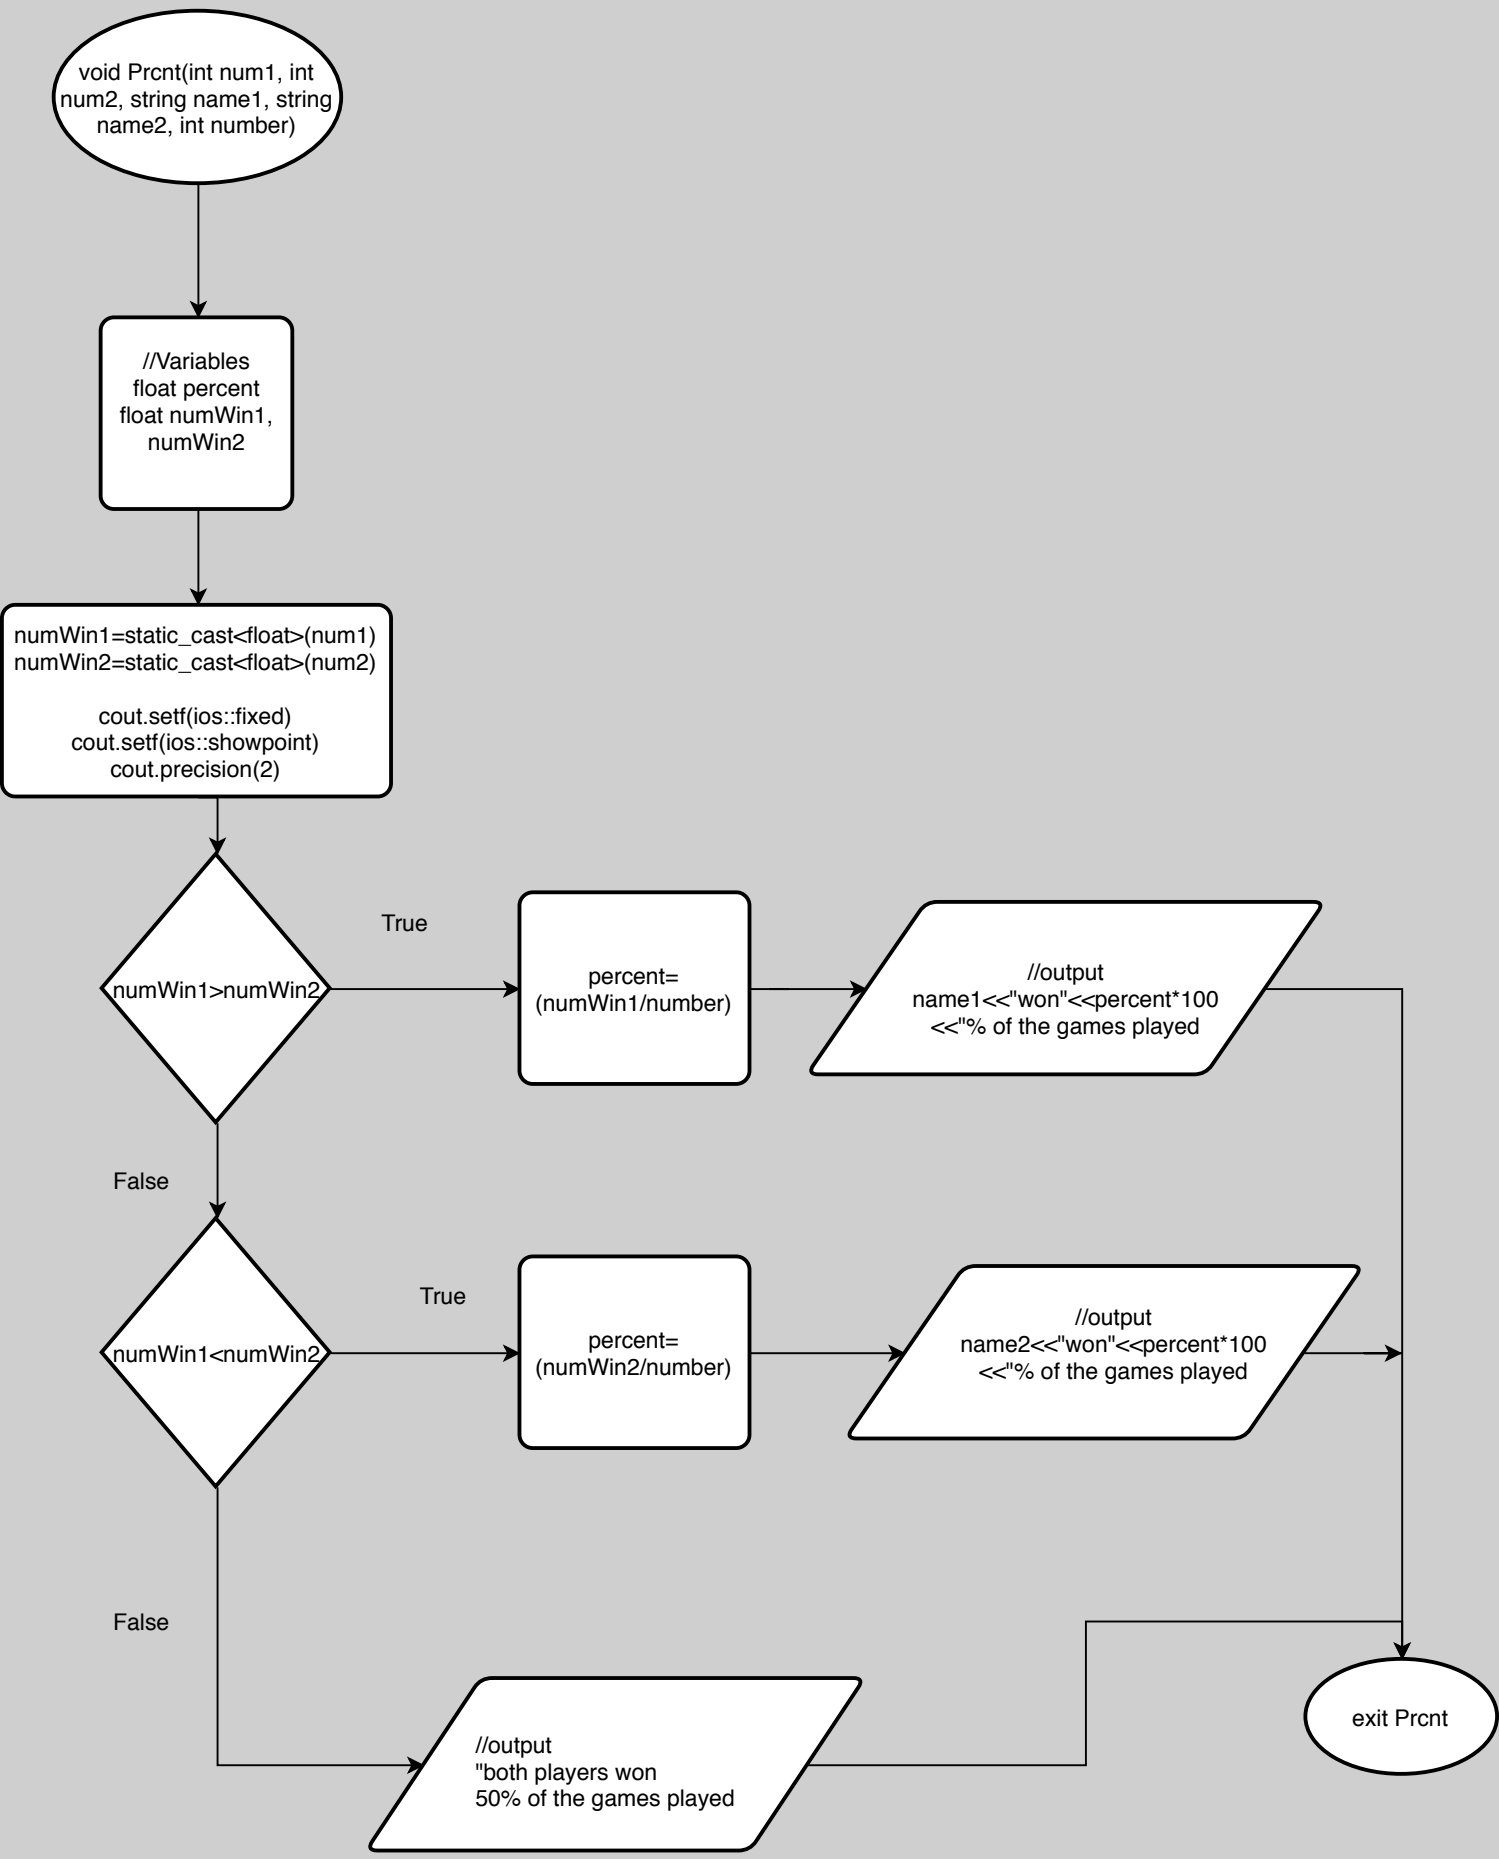 void Prcnt(int num1, int
num2, string name1, string
name2, int number)
//Variables
float percent
float numWin1,
numWin2
numWin1=static_cast<float>(num1)
numWin2=static_cast<float>(num2)
cout.setf(ios::fixed)
cout.setf(ios::showpoint)
cout.precision(2)
numWin1>numWin2
True
percent=
(numWin1/number)
//output
name1<<"won"<<percent*100
<<"% of the games played
False
numWin1<numWin2
True
percent=
(numWin2/number)
//output
name2<<"won"<<percent*100
<<"% of the games played
False
//output
"both players won
50% of the games played
exit Prcnt